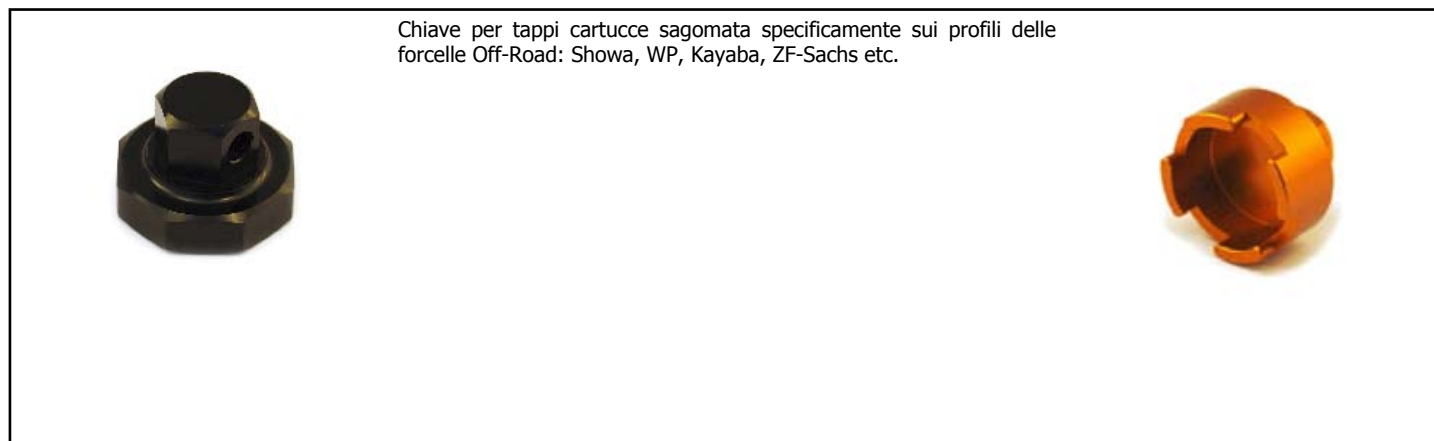 Chiave per tappi cartucce sagomata specificamente sui profili delle
forcelle Off-Road: Showa, WP, Kayaba, ZF-Sachs etc.